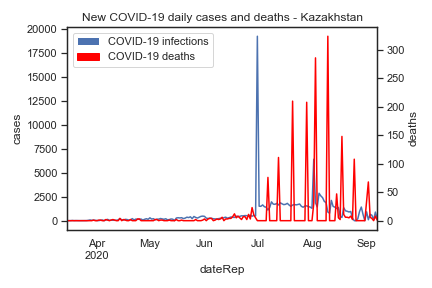 New COVID-19 daily cases and deaths - Kazakhstan
COVID-19 infections
COVID-19 deaths
20000
17500
15000
12500
10000
7500
5000
2500
0
cases
300
250
200
150
100
50
0
deaths
Apr
2020
May
Jun
Jul
Aug
Sep
dateRep